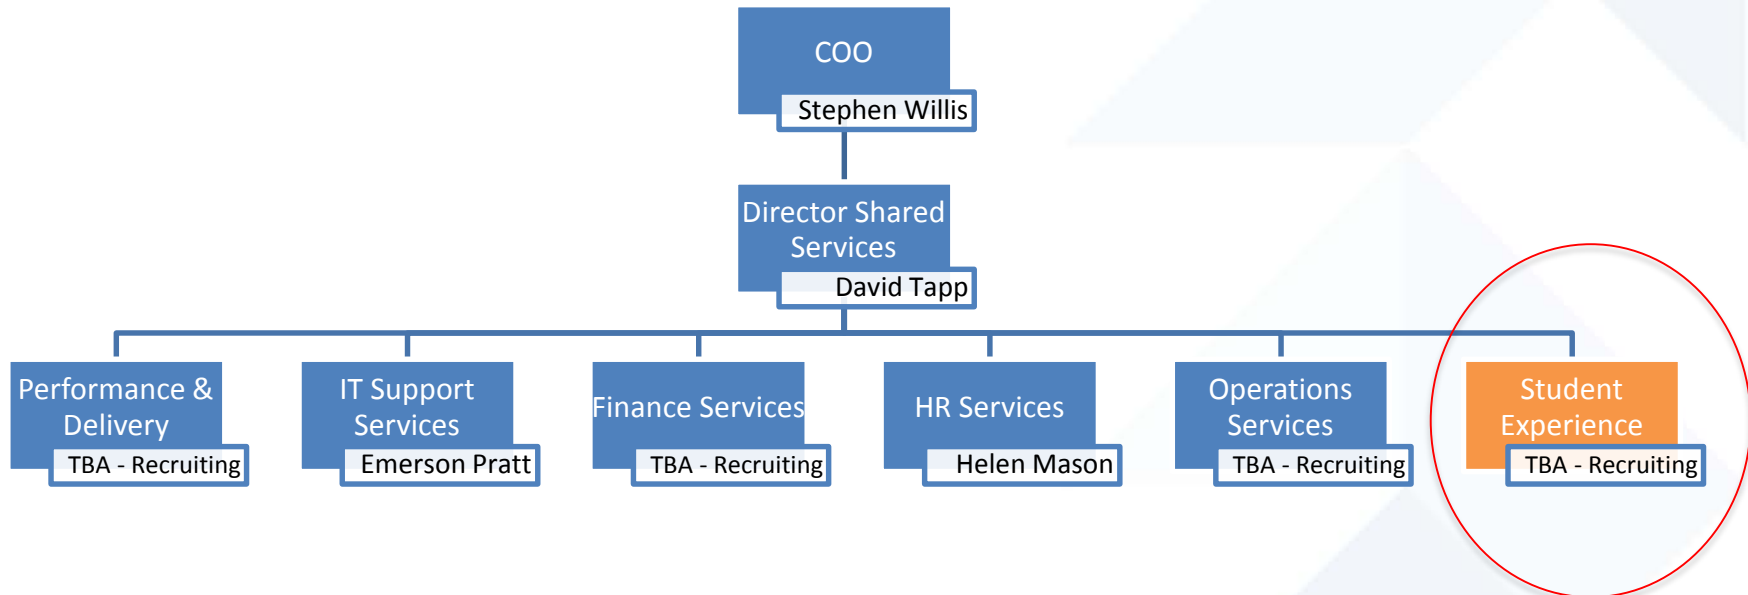 COO
Stephen Willis
Director Shared
Services
David Tapp
Performance &
Delivery
TBA - Recruiting
IT Support
Services
Emerson Pratt
Finance Services
TBA - Recruiting
HR Services
Helen Mason
Operations
Services
TBA - Recruiting
Student
Experience
TBA - Recruiting